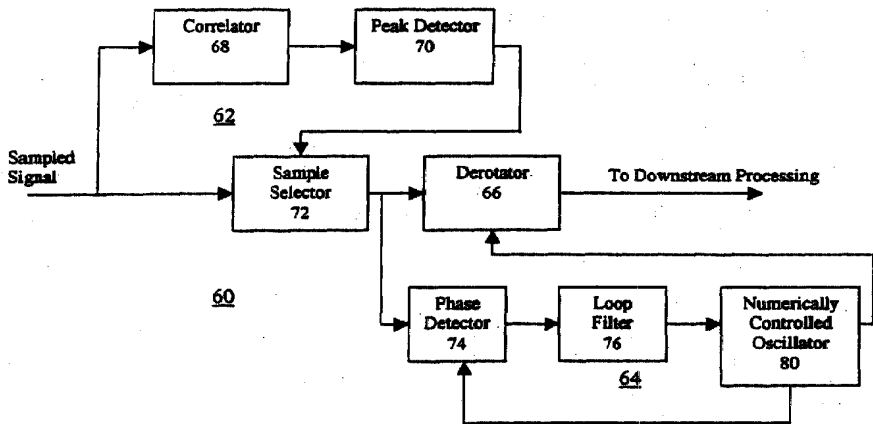 Correlator
68
Peak Detector
70
62
Sampled
Signal
Sample
Selector
72
Derotator
66
To Downstream Processing
60
Phase
Detector
74
Loop
Filter
76
Numerically
Controlled
Oscillator
80
64